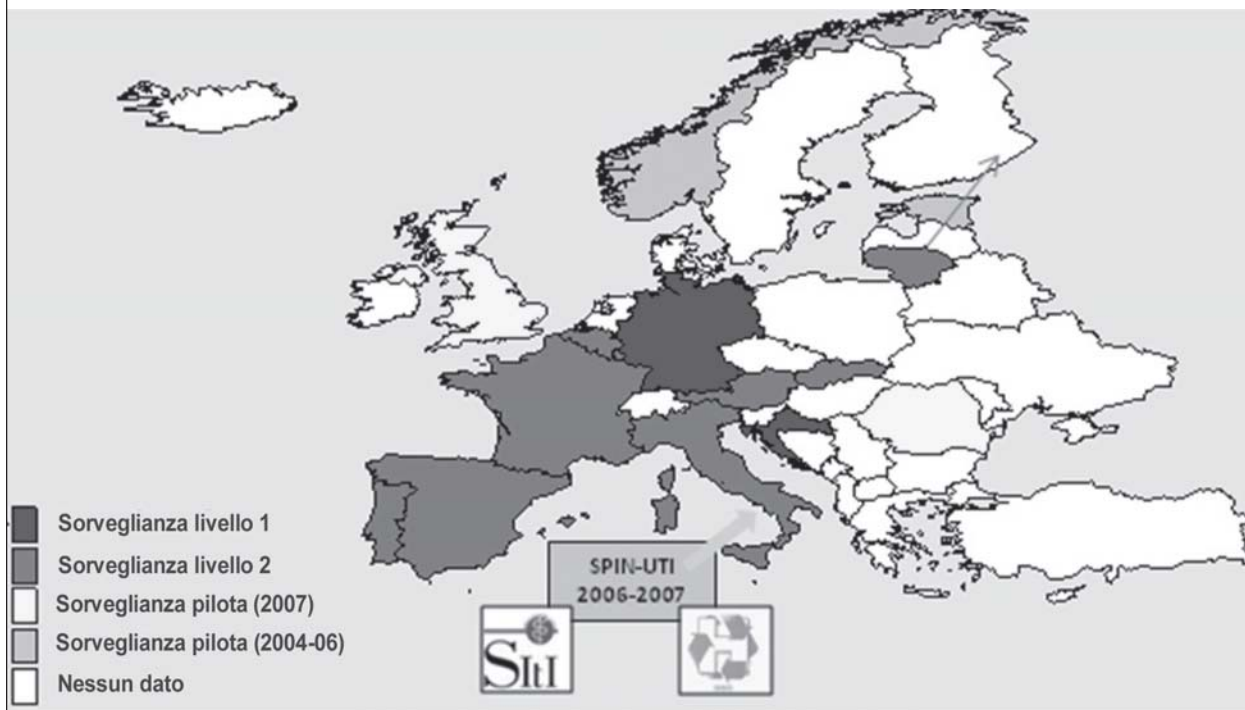 Sorveglianza livello 1
Sorveglianza livello 2
Sorveglianza pilota (2007)
Sorveglianza pilota (2004-06)
Nessun dato
SPIN-UTI
2006-2007
SItI